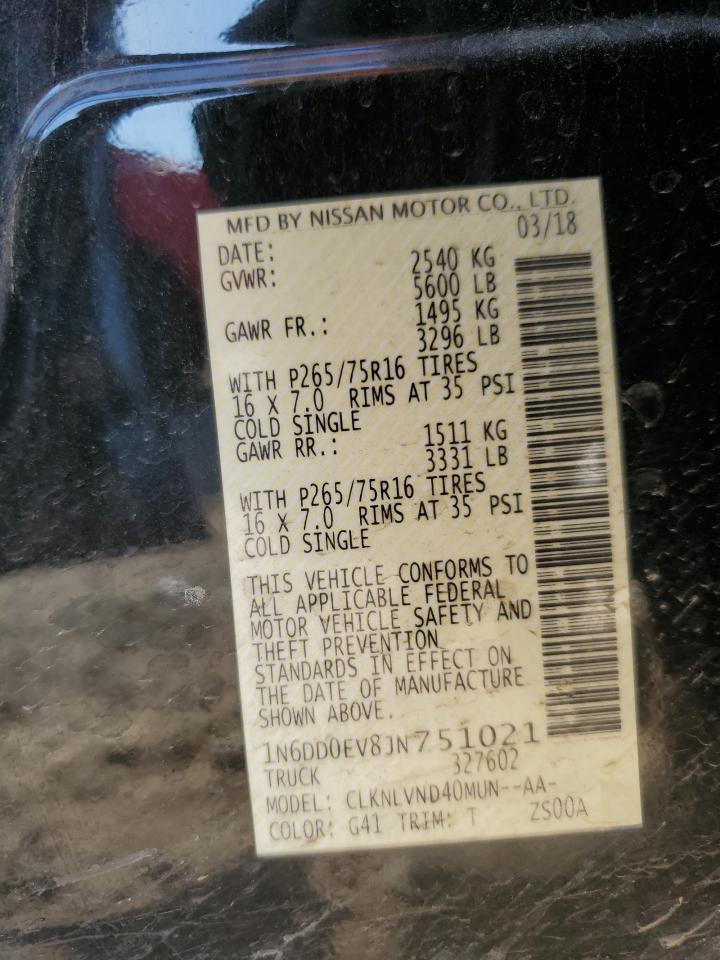 MFD BY NISSAN MOTOR CO., LTD.
DATE: 03/18
GVWR: 2540 KG
5600 LB
GAWR FR.: 1495 KG
3296 LB
WITH P265/75R16 TIRES
16 X 7.0 RIMS AT 35 PSI
COLD SINGLE
GAWR RR.: 1511 KG
3331 LB
WITH P265/75R16 TIRES
16 X 7.0 RIMS AT 35 PSI
COLD SINGLE
THIS VEHICLE CONFORMS TO
ALL APPLICABLE FEDERAL
MOTOR VEHICLE SAFETY AND
THEFT PREVENTION
STANDARDS IN EFFECT ON
THE DATE OF MANUFACTURE
SHOWN ABOVE.
1N6DD0EV8JN751021
TRUCK 327602
MODEL: CLKNLVND40MUN--AA-
COLOR: G41 TRIM: T ZS00A